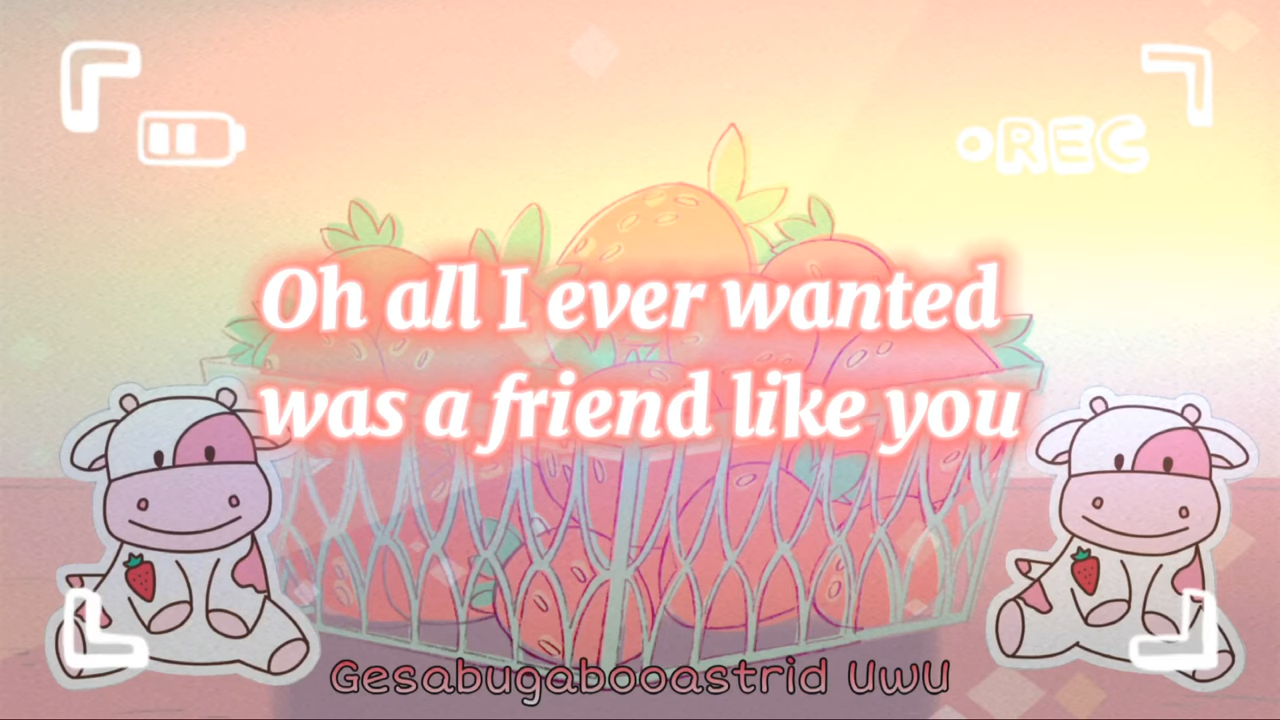 •REC
Oh all I ever wanted
was a friend like you
Gesabugabooastrid UwU